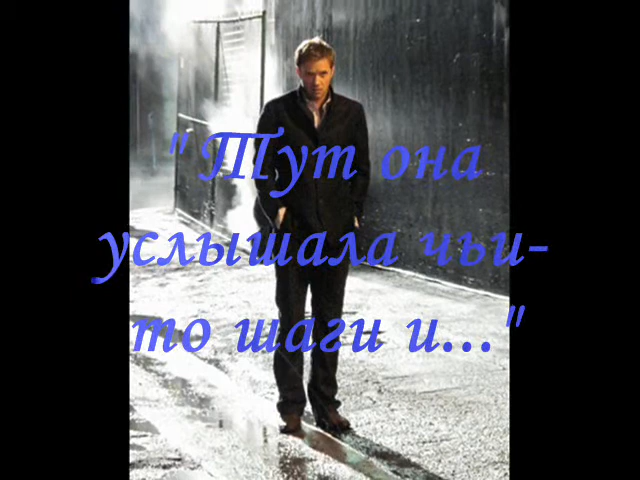 "Тут она
услышала чьи-
то шаги и..."